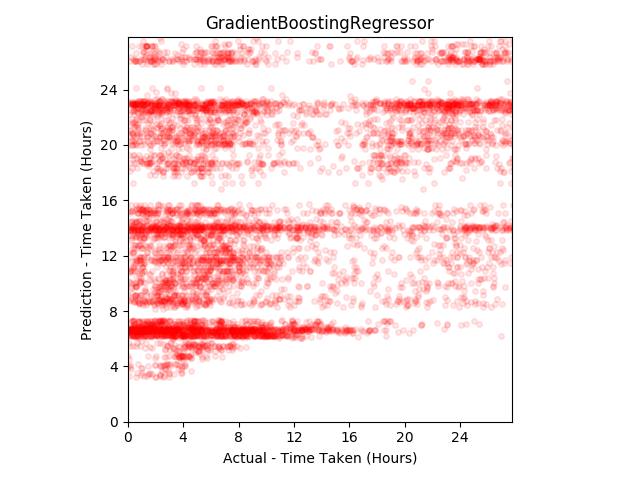 GradientBoostingRegressor
Prediction - Time Taken (Hours)
24
20
16
12
8
4
0
0 4 8 12 16 20 24
Actual - Time Taken (Hours)